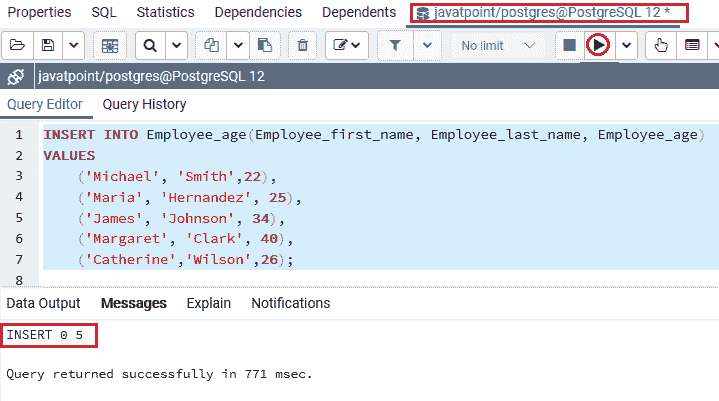 Properties SQL Statistics Dependencies Dependents javatpoint/postgres@PostgreSQL 12 *
No limit
javatpoint/postgres@PostgreSQL 12
Query Editor Query History
1 INSERT INTO Employee_age(Employee_first_name, Employee_last_name, Employee_age)
2 VALUES
3 ('Michael', 'Smith',22),
4 ('Maria', 'Hernandez', 25),
5 ('James', 'Johnson', 34),
6 ('Margaret', 'Clark', 40),
7 ('Catherine','Wilson',26);
8
Data Output Messages Explain Notifications
INSERT 0 5
Query returned successfully in 771 msec.